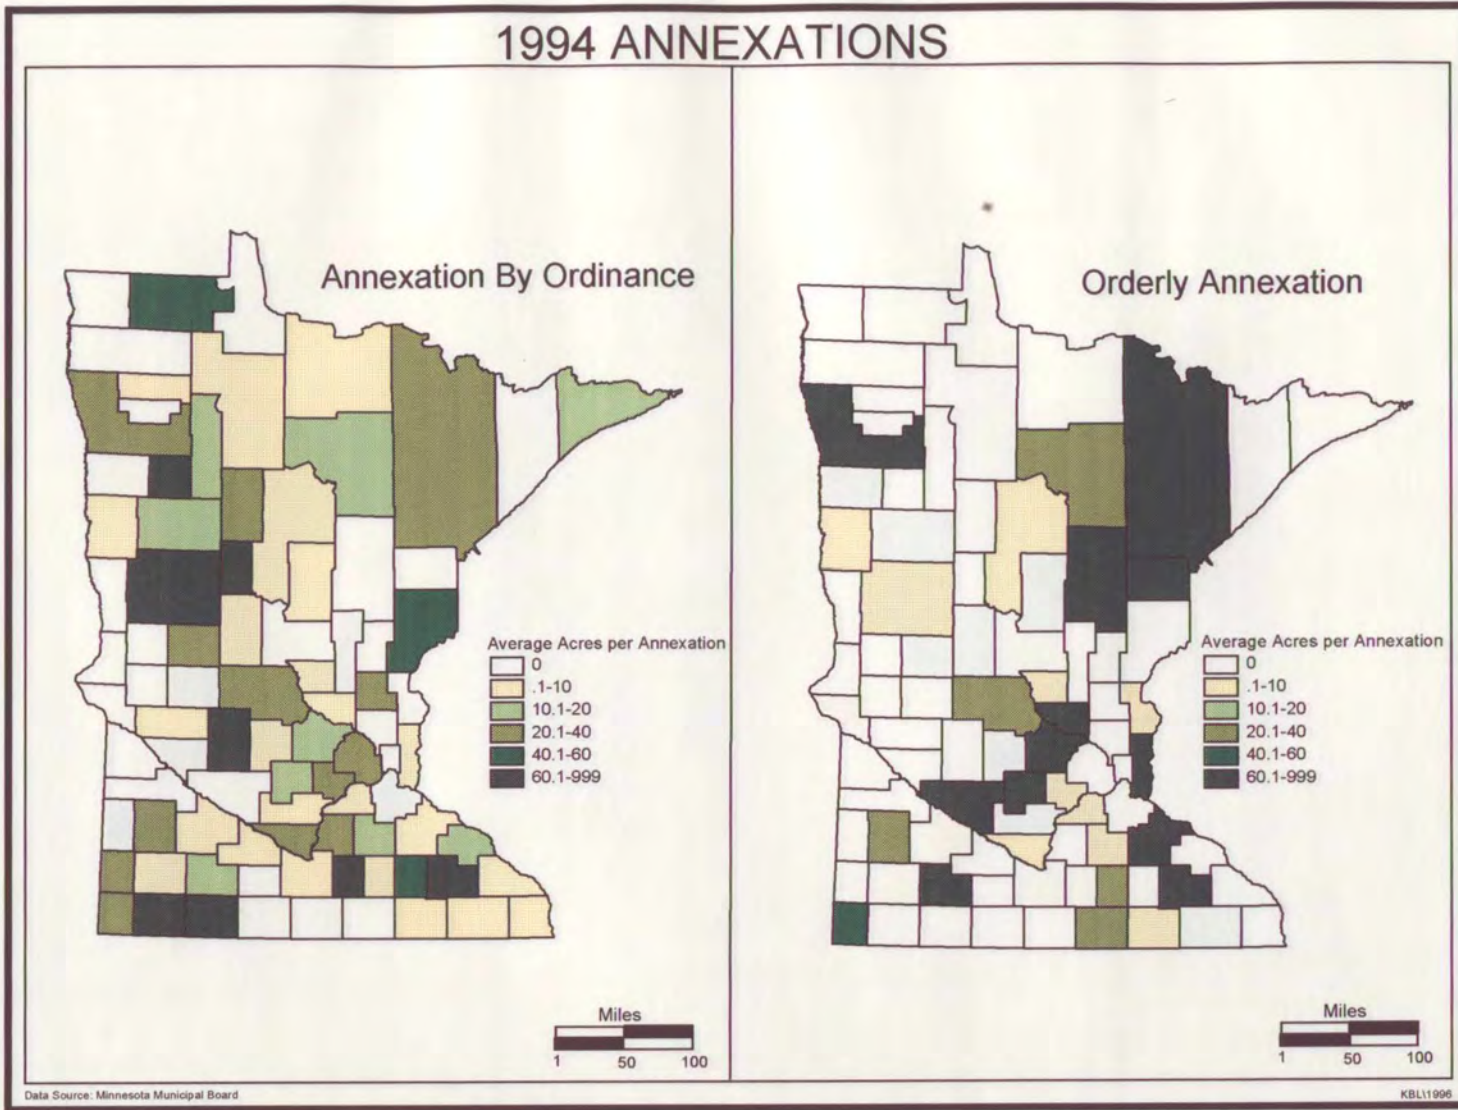 1994 ANNEXATIONS
Annexation By Ordinance
Average Acres per Annexation
0
.1-10
10.1-20
20.1-40
40.1-60
60.1-999
Miles
1 50 100
Orderly Annexation
Average Acres per Annexation
0
.1-10
10.1-20
20.1-40
40.1-60
60.1-999
Miles
1 50 100
Data Source: Minnesota Municipal Board
KBL\1996